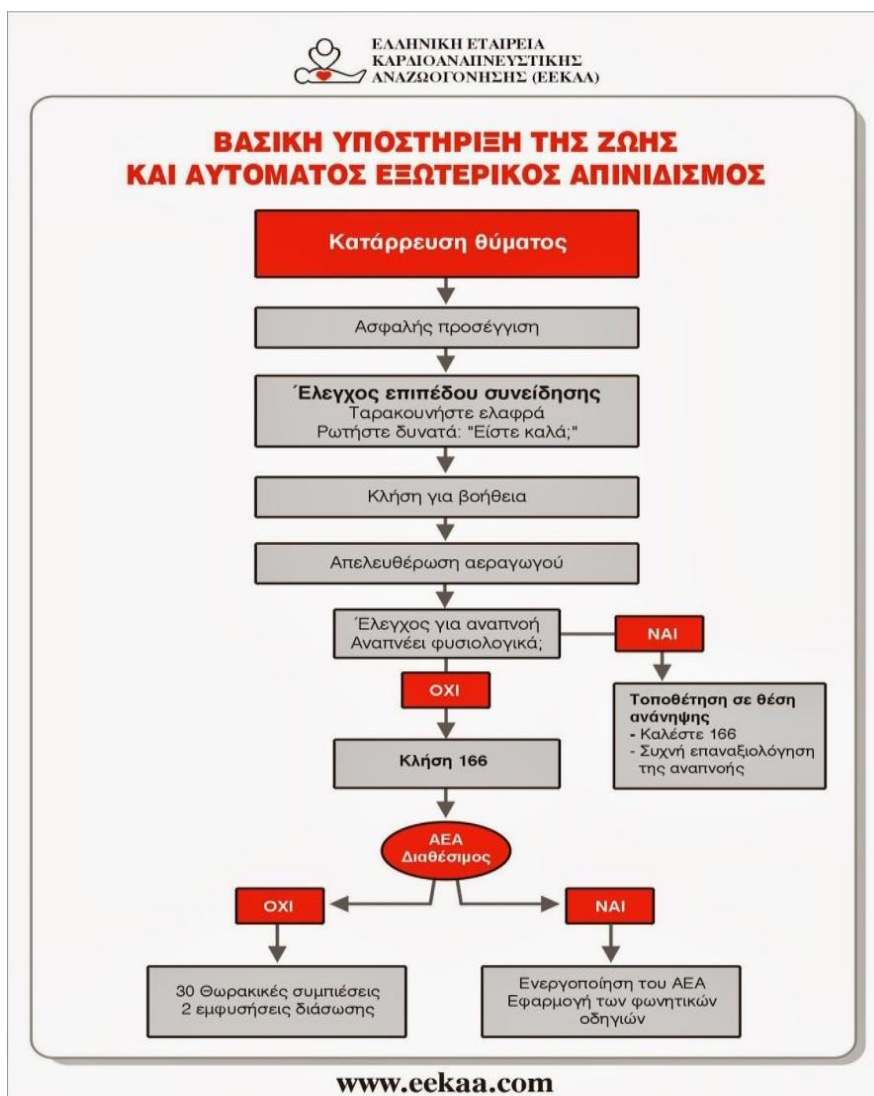 ΕΛΛΗΝΙΚΗ ΕΤΑΙΡΕΙΑ
ΚΑΡΔΙΟΑΝΑΠΝΕΥΣΤΙΚΗΣ
ΑΝΑΖΩΟΓΟΝΗΣΗΣ (ΕΕΚΑΑ)
ΒΑΣΙΚΗ ΥΠΟΣΤΗΡΙΞΗ ΤΗΣ ΖΩΗΣ
ΚΑΙ ΑΥΤΟΜΑΤΟΣ ΕΞΩΤΕΡΙΚΟΣ ΑΠΙΝΙΔΙΣΜΟΣ
Κατάρρευση θύματος
Ασφαλής προσέγγιση
Έλεγχος επιπέδου συνείδησης
Ταρακουνήστε ελαφρά
Ρωτήστε δυνατά: "Είστε καλά;"
Κλήση για βοήθεια
Απελευθέρωση αεραγωγού
Έλεγχος για αναπνοή
Αναπνέει φυσιολογικά;
ΝΑΙ
ΟΧΙ
Τοποθέτηση σε θέση
ανάνηψης
- Καλέστε 166
- Συχνή επαναξιολόγηση
της αναπνοής
Κλήση 166
ΑΕΑ
Διαθέσιμος
ΟΧΙ
ΝΑΙ
30 Θωρακικές συμπιέσεις
2 εμφυσήσεις διάσωσης
Ενεργοποίηση του ΑΕΑ
Εφαρμογή των φωνητικών
οδηγιών
www.eekaa.com